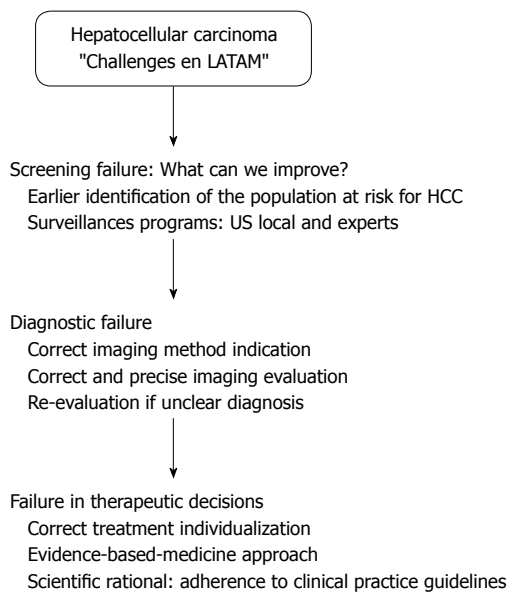 Hepatocellular carcinoma
"Challenges en LATAM"
Screening failure: What can we improve?
Earlier identification of the population at risk for HCC
Surveillances programs: US local and experts
Diagnostic failure
Correct imaging method indication
Correct and precise imaging evaluation
Re-evaluation if unclear diagnosis
Failure in therapeutic decisions
Correct treatment individualization
Evidence-based-medicine approach
Scientific rational: adherence to clinical practice guidelines